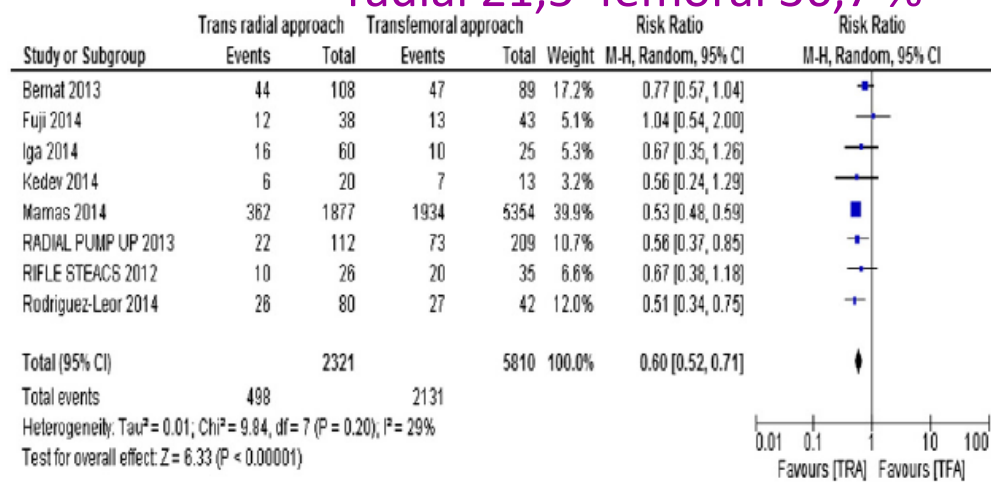 radial 21,5 femoral 36,7 %
Trans radial approach Transfemoral approach Risk Ratio Risk Ratio
Study or Subgroup Events Total Events Total Weight M-H, Random, 95% CI M-H, Random, 95% CI
Bernat 2013 44 108 47 89 17.2% 0.77 [0.57, 1.04]
Fuji 2014 12 38 13 43 5.1% 1.04 [0.54, 2.00]
Iga 2014 16 60 10 25 5.3% 0.67 [0.35, 1.26]
Kedev 2014 6 20 7 13 3.2% 0.56 [0.24, 1.29]
Mamas 2014 362 1877 1934 5354 39.9% 0.53 [0.48, 0.59]
RADIAL PUMP UP 2013 22 112 73 209 10.7% 0.56 [0.37, 0.85]
RIFLE STEACS 2012 10 26 20 35 6.6% 0.67 [0.38, 1.18]
Rodriguez-Leor 2014 26 80 27 42 12.0% 0.51 [0.34, 0.75]
Total (95% CI) 2321 5810 100.0% 0.60 [0.52, 0.71]
Total events 498 2131
Heterogeneity: Tau² = 0.01; Chi² = 9.84, df = 7 (P = 0.20); I² = 29%
Test for overall effect: Z = 6.33 (P < 0.00001)
0.01 0.1 1 10 100
Favours [TRA] Favours [TFA]